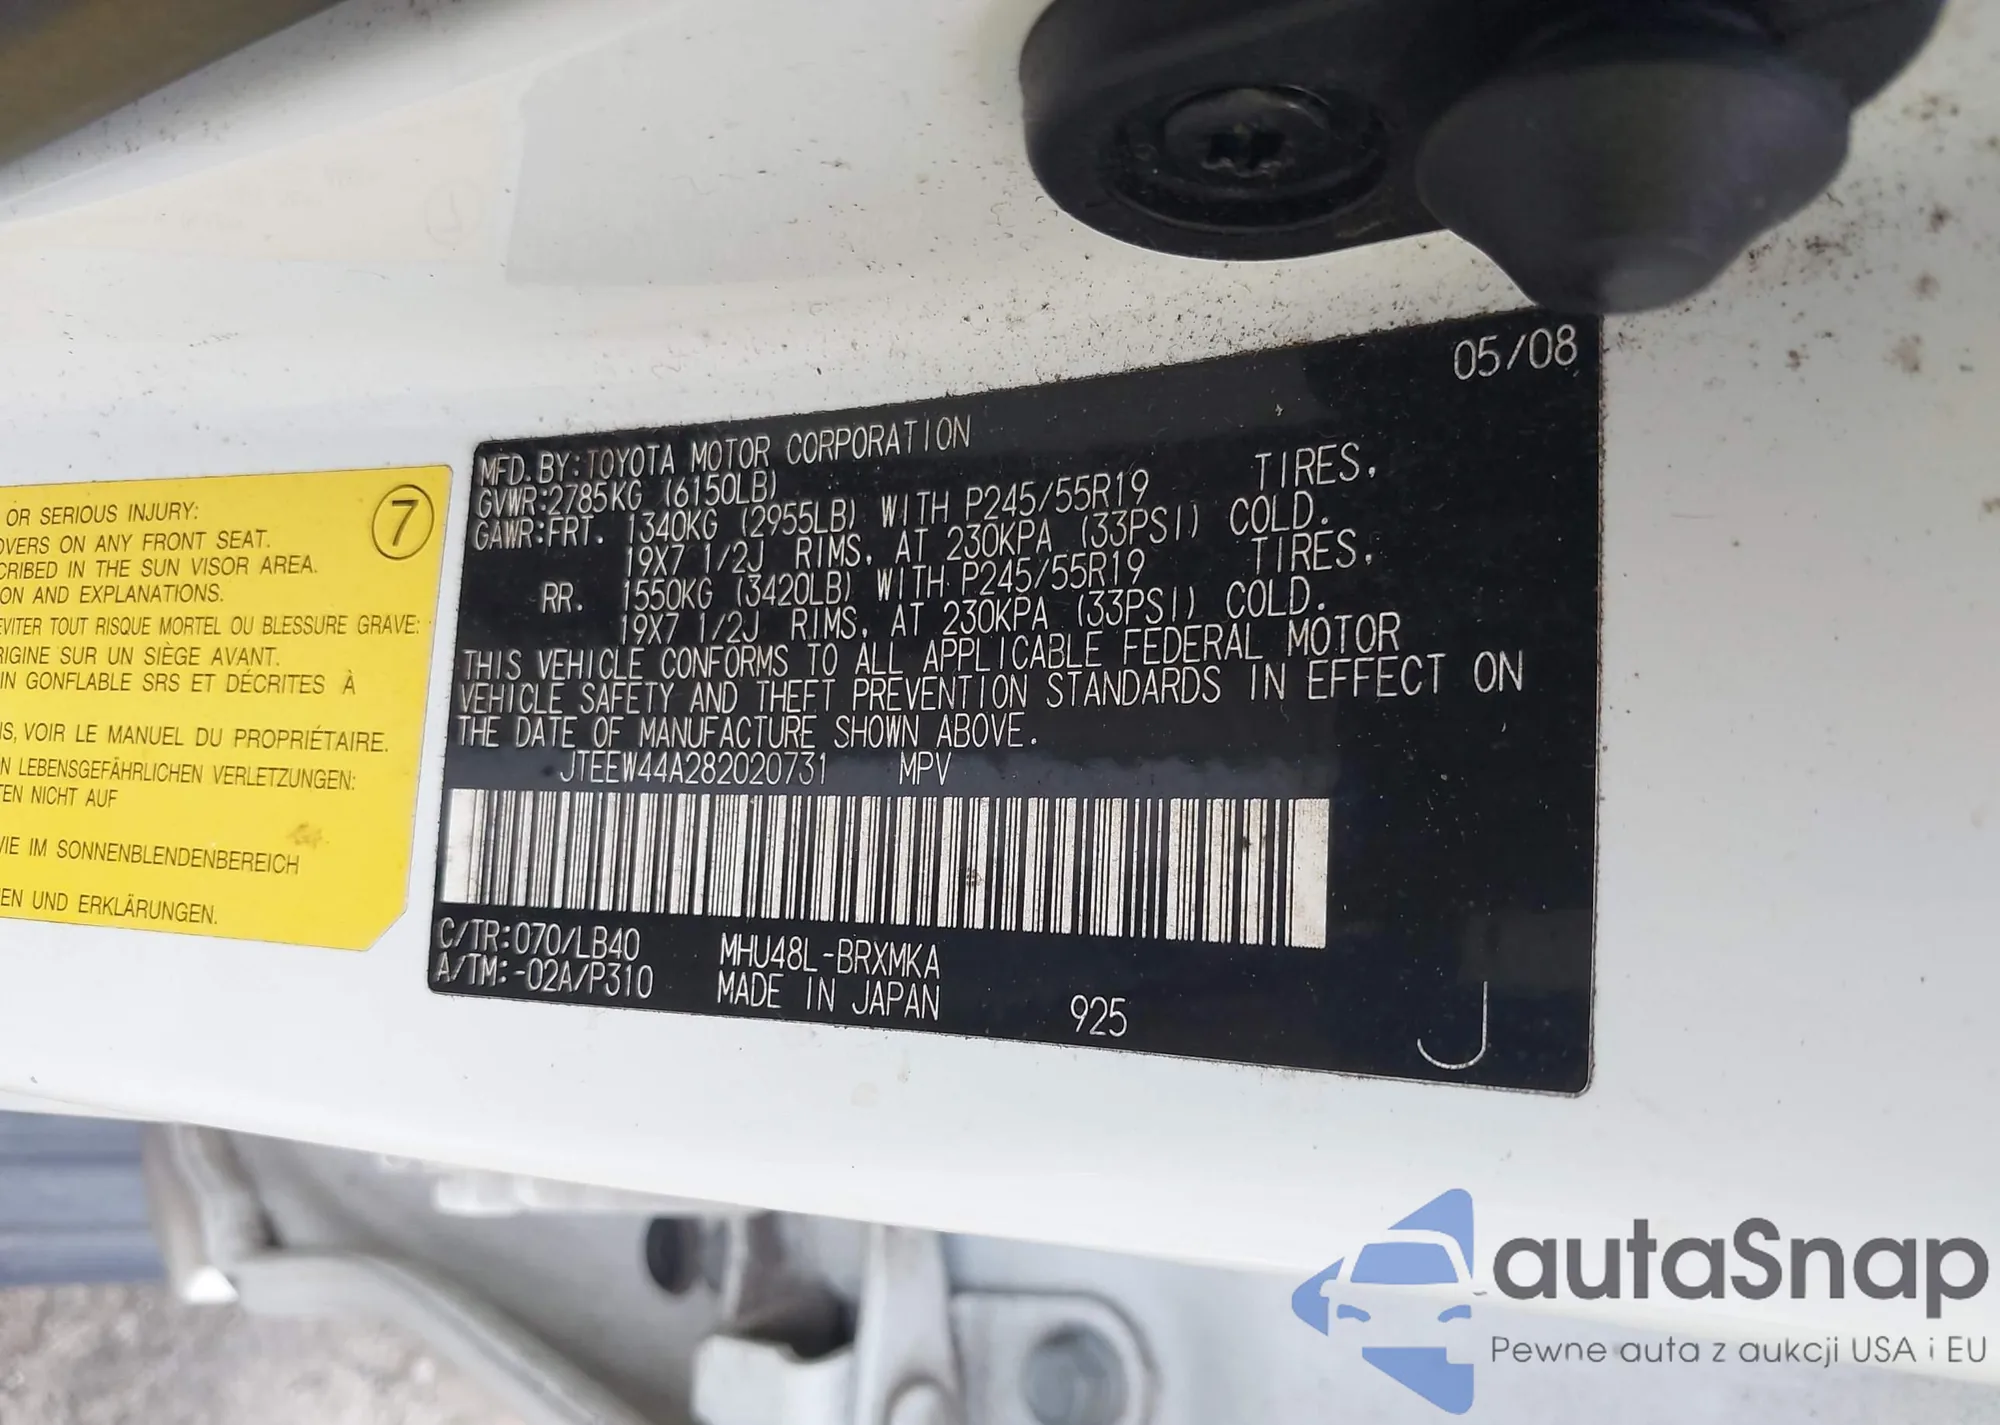 OR SERIOUS INJURY:
OVERS ON ANY FRONT SEAT.
CRIBED IN THE SUN VISOR AREA.
ON AND EXPLANATIONS.
ÉVITER TOUT RISQUE MORTEL OU BLESSURE GRAVE:
RIGINE SUR UN SIÈGE AVANT.
IN GONFLABLE SRS ET DÉCRITES À
S, VOIR LE MANUEL DU PROPRIÉTAIRE.
N LEBENSGEFÄHRLICHEN VERLETZUNGEN:
TEN NICHT AUF
WIE IM SONNENBLENDENBEREICH
EN UND ERKLÄRUNGEN.
7
05/08
MFD. BY:TOYOTA MOTOR CORPORATION
GVWR:2785KG (6150LB)
GAWR:FRT. 1340KG (2955LB) WITH P245/55R19 TIRES,
19X7 1/2J RIMS, AT 230KPA (33PSI) COLD.
RR. 1550KG (3420LB) WITH P245/55R19 TIRES,
19X7 1/2J RIMS, AT 230KPA (33PSI) COLD.
THIS VEHICLE CONFORMS TO ALL APPLICABLE FEDERAL MOTOR
VEHICLE SAFETY AND THEFT PREVENTION STANDARDS IN EFFECT ON
THE DATE OF MANUFACTURE SHOWN ABOVE.
JTEEW44A282020731 MPV
C/TR:070/LB40 MHU48L-BRXMKA
A/TM:-02A/P310 MADE IN JAPAN 925
J
autaSnap
Pewne auta z aukcji USA i EU